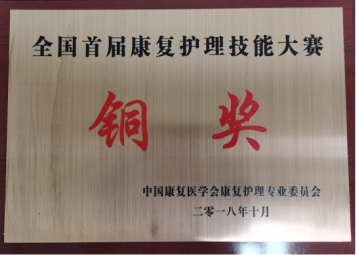 全国首届康复护理技能大赛
铜奖
中国康复医学会康复护理专业委员会
二零一八年十月